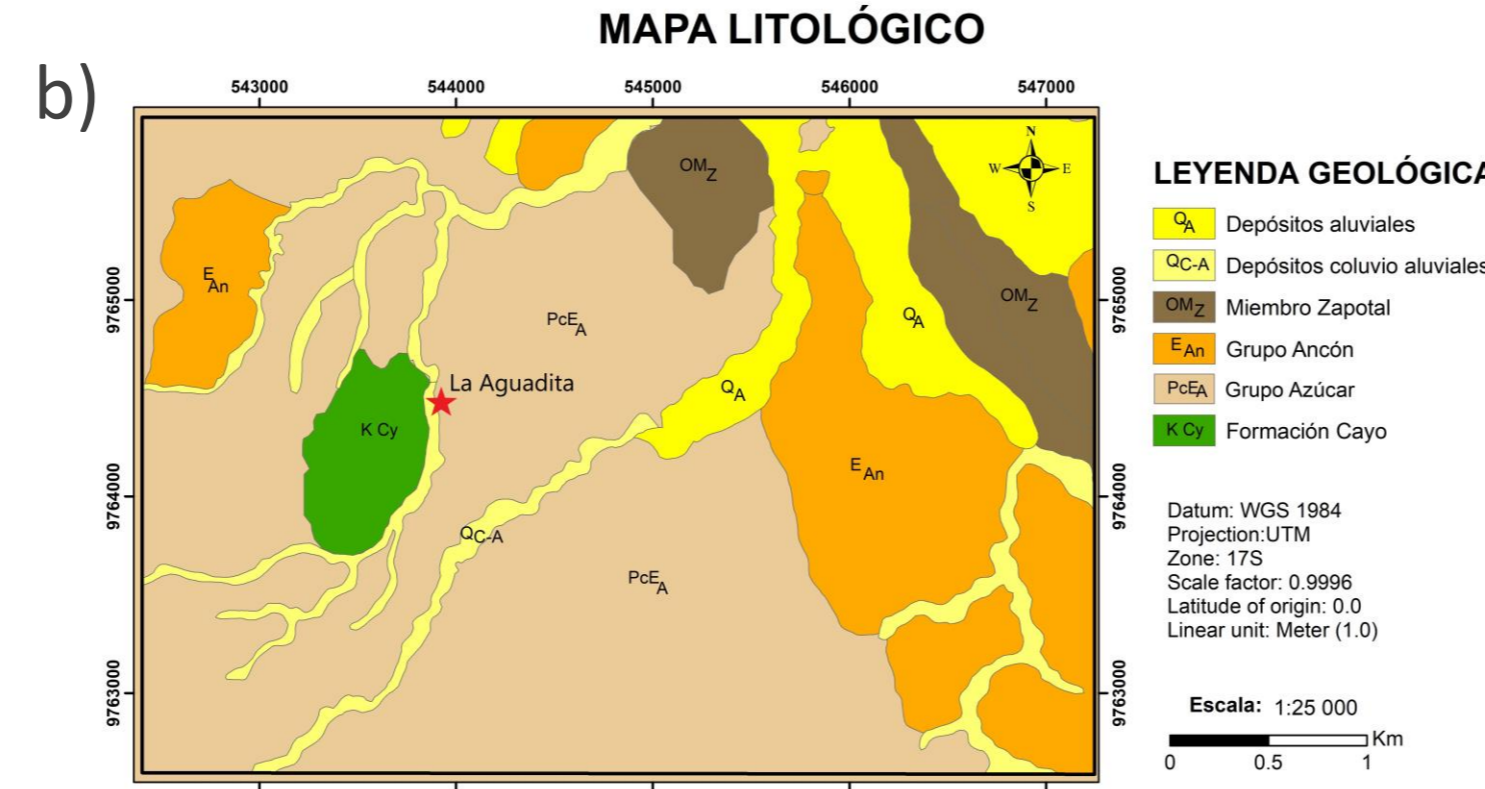 MAPA LITOLÓGICO
b)
543000 544000 545000 546000 547000
N
W E
S
OMZ
EAn
9765000
9765000
OMZ
PcEA
QA
La Aguadita
QA
K Cy
EAn
9764000
9764000
QC-A
PcEA
9763000
9763000
LEYENDA GEOLÓGICA
QA Depósitos aluviales
QC-A Depósitos coluvio aluviales
OMZ Miembro Zapotal
E An Grupo Ancón
PcEA Grupo Azúcar
K Cy Formación Cayo
Datum: WGS 1984
Projection:UTM
Zone: 17S
Scale factor: 0.9996
Latitude of origin: 0.0
Linear unit: Meter (1.0)
Escala: 1:25 000
Km
0 0.5 1